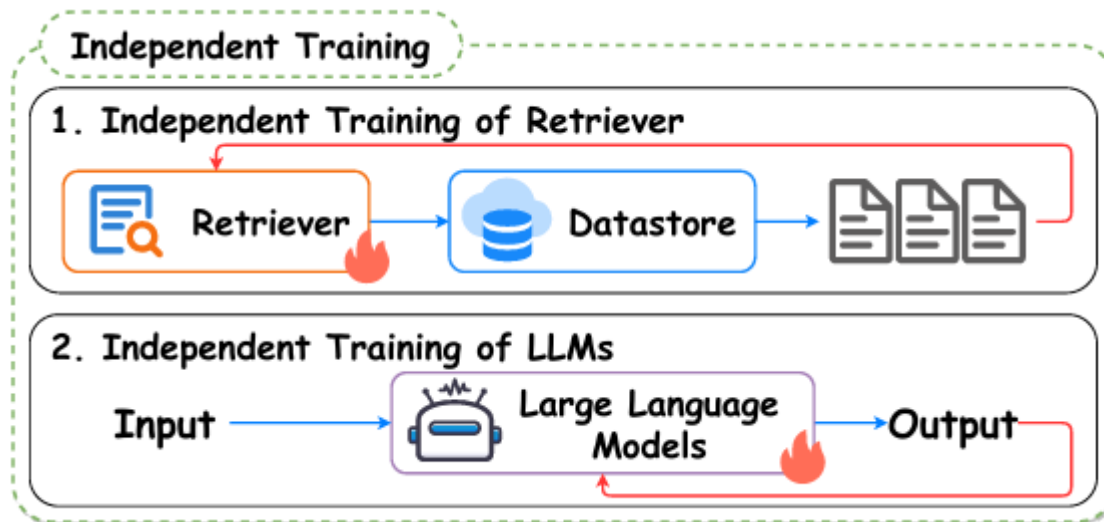 Independent Training
1. Independent Training of Retriever
Retriever
Datastore
2. Independent Training of LLMs
Input
Large Language
Models
Output